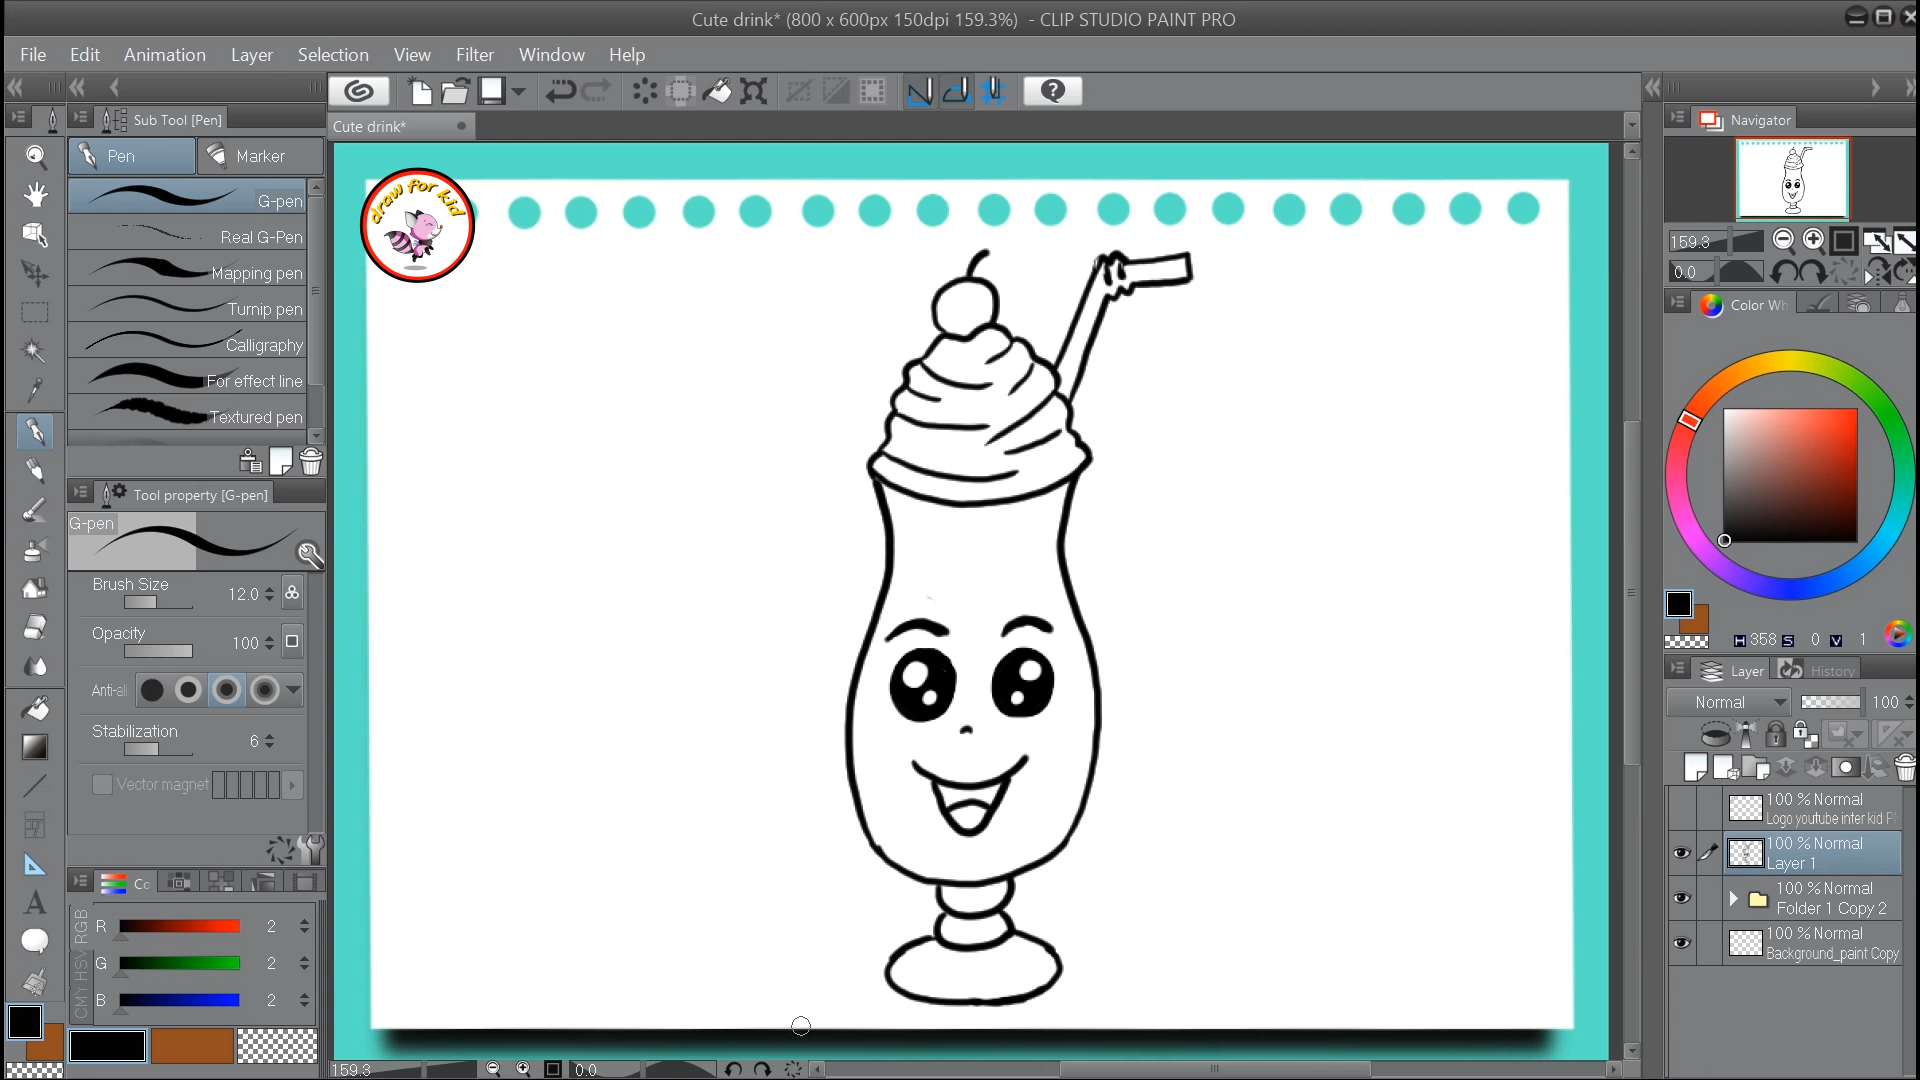 Cute drink* (800 x 600px 150dpi 159.3%) - CLIP STUDIO PAINT PRO
File Edit Animation Layer Selection View Filter Window Help
Sub Tool [Pen]
Cute drink*
Navigator
Pen
Marker
G-pen
Real G-Pen
Mapping pen
Turnip pen
Calligraphy
For effect line
Textured pen
draw for kid
159.3
0.0
Color Wh
Tool property [G-pen]
G-pen
Brush Size 12.0
Opacity 100
Anti-ali
Stabilization 6
Vector magnet
H 358 S 0 V 1
Layer
History
Normal 100
100 % Normal
Logo youtube inter kid P
100 % Normal
Layer 1
100 % Normal
Folder 1 Copy 2
100 % Normal
Background_paint Copy
Co
RGB
HSV
CMY
R 2
G 2
B 2
159.3
0.0